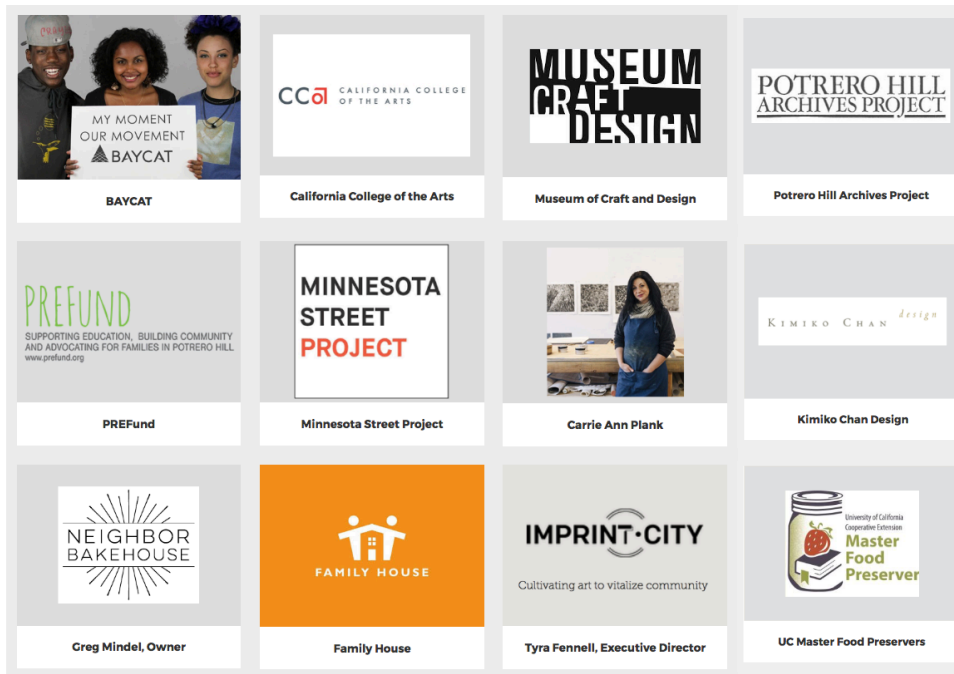 MY MOMENT
OUR MOVEMENT
BAYCAT
BAYCAT
CCa CALIFORNIA COLLEGE
OF THE ARTS
California College of the Arts
MUSEUM
CRAFT
DESIGN
Museum of Craft and Design
POTRERO HILL
ARCHIVES PROJECT
Potrero Hill Archives Project
PREFUND
SUPPORTING EDUCATION, BUILDING COMMUNITY
AND ADVOCATING FOR FAMILIES IN POTRERO HILL
www.prefund.org
PREFund
MINNESOTA
STREET
PROJECT
Minnesota Street Project
Carrie Ann Plank
KIMIKO CHAN design
Kimiko Chan Design
NEIGHBOR
BAKEHOUSE
Greg Mindel, Owner
FAMILY HOUSE
Family House
IMPRINT·CITY
Cultivating art to vitalize community
Tyra Fennell, Executive Director
University of California
Cooperative Extension
Master
Food
Preserver
UC Master Food Preservers